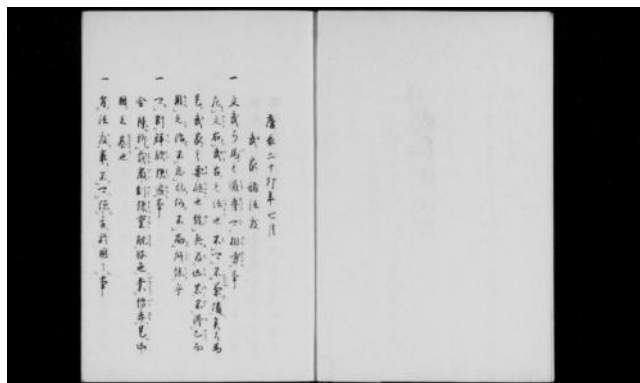 慶長二十卯年七月
武家諸法度
一 文武弓馬之道専可相嗜事
左文右武古之法也不可不兼備矣弓馬
是武家之要枢也號兵為凶器不得已而
用之治不忘乱何不励修錬乎
一 可制群飲佚遊事
令條所載厳制殊重耽好色業博奕是亡
國之基也
一 背法度輩不可隠置於國々事